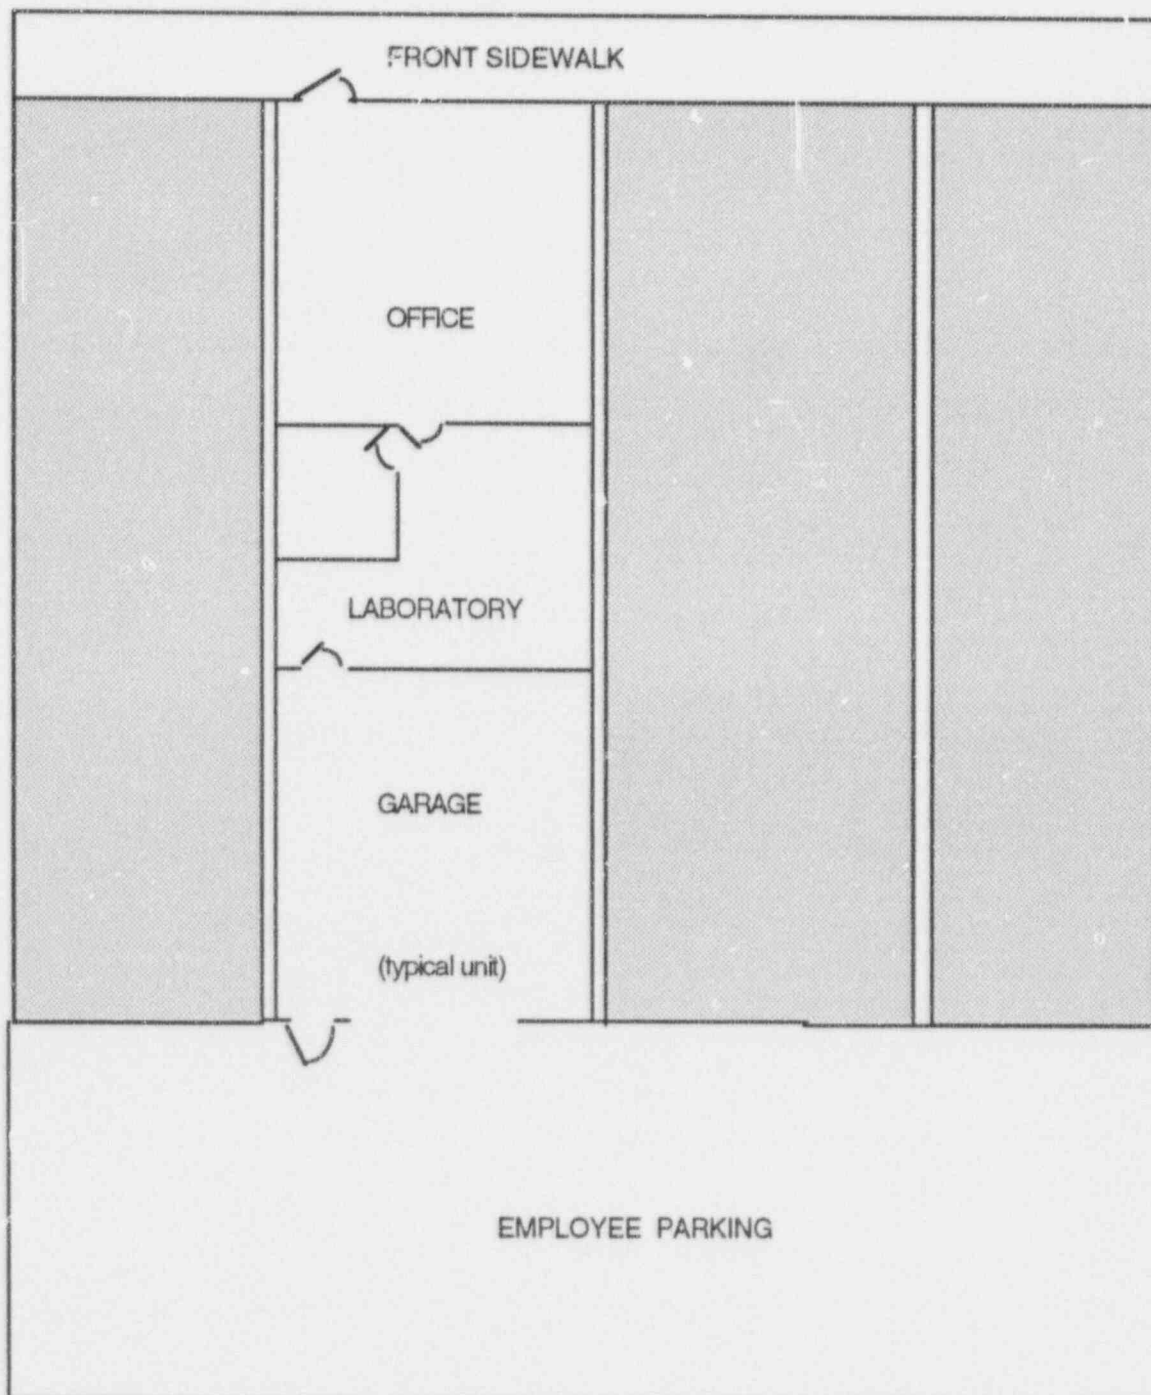 FRONT SIDEWALK
OFFICE
LABORATORY
GARAGE
(typical unit)
EMPLOYEE PARKING